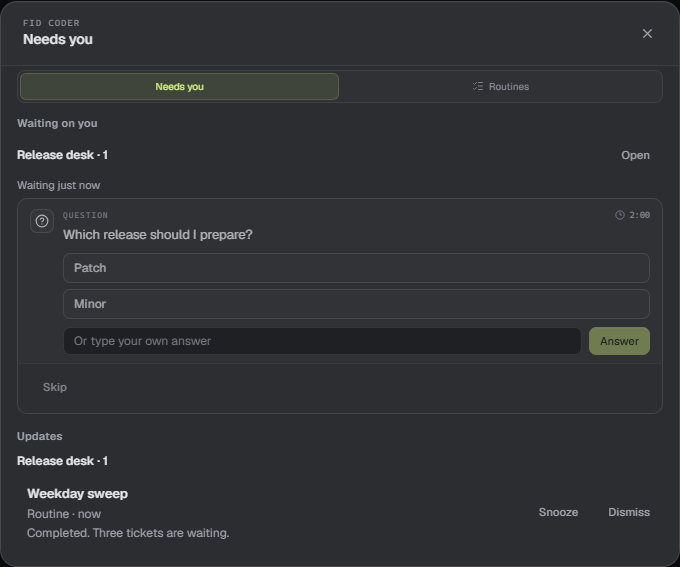 FID CODER
Needs you
Needs you
Routines
Waiting on you
Release desk · 1
Open
Waiting just now
QUESTION
2:00
Which release should I prepare?
Patch
Minor
Or type your own answer
Answer
Skip
Updates
Release desk · 1
Weekday sweep
Routine · now
Completed. Three tickets are waiting.
Snooze
Dismiss